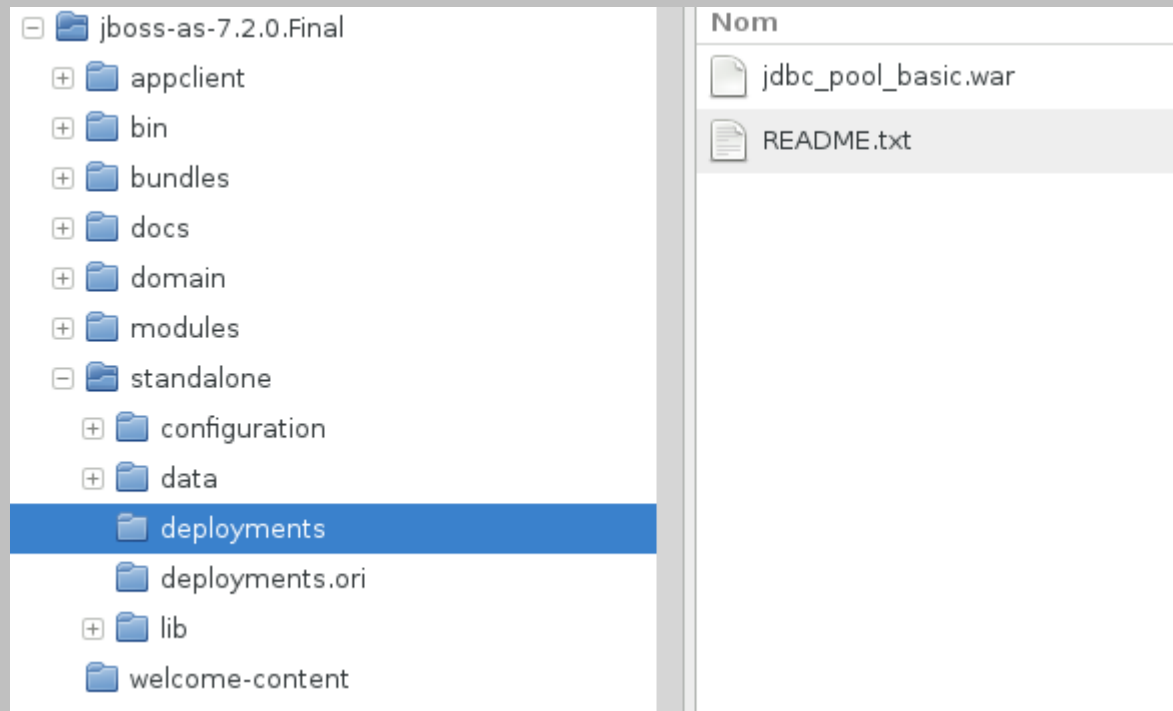 jboss-as-7.2.0.Final
appclient
bin
bundles
docs
domain
modules
standalone
configuration
data
deployments
deployments.ori
lib
welcome-content
Nom
jdbc_pool_basic.war
README.txt